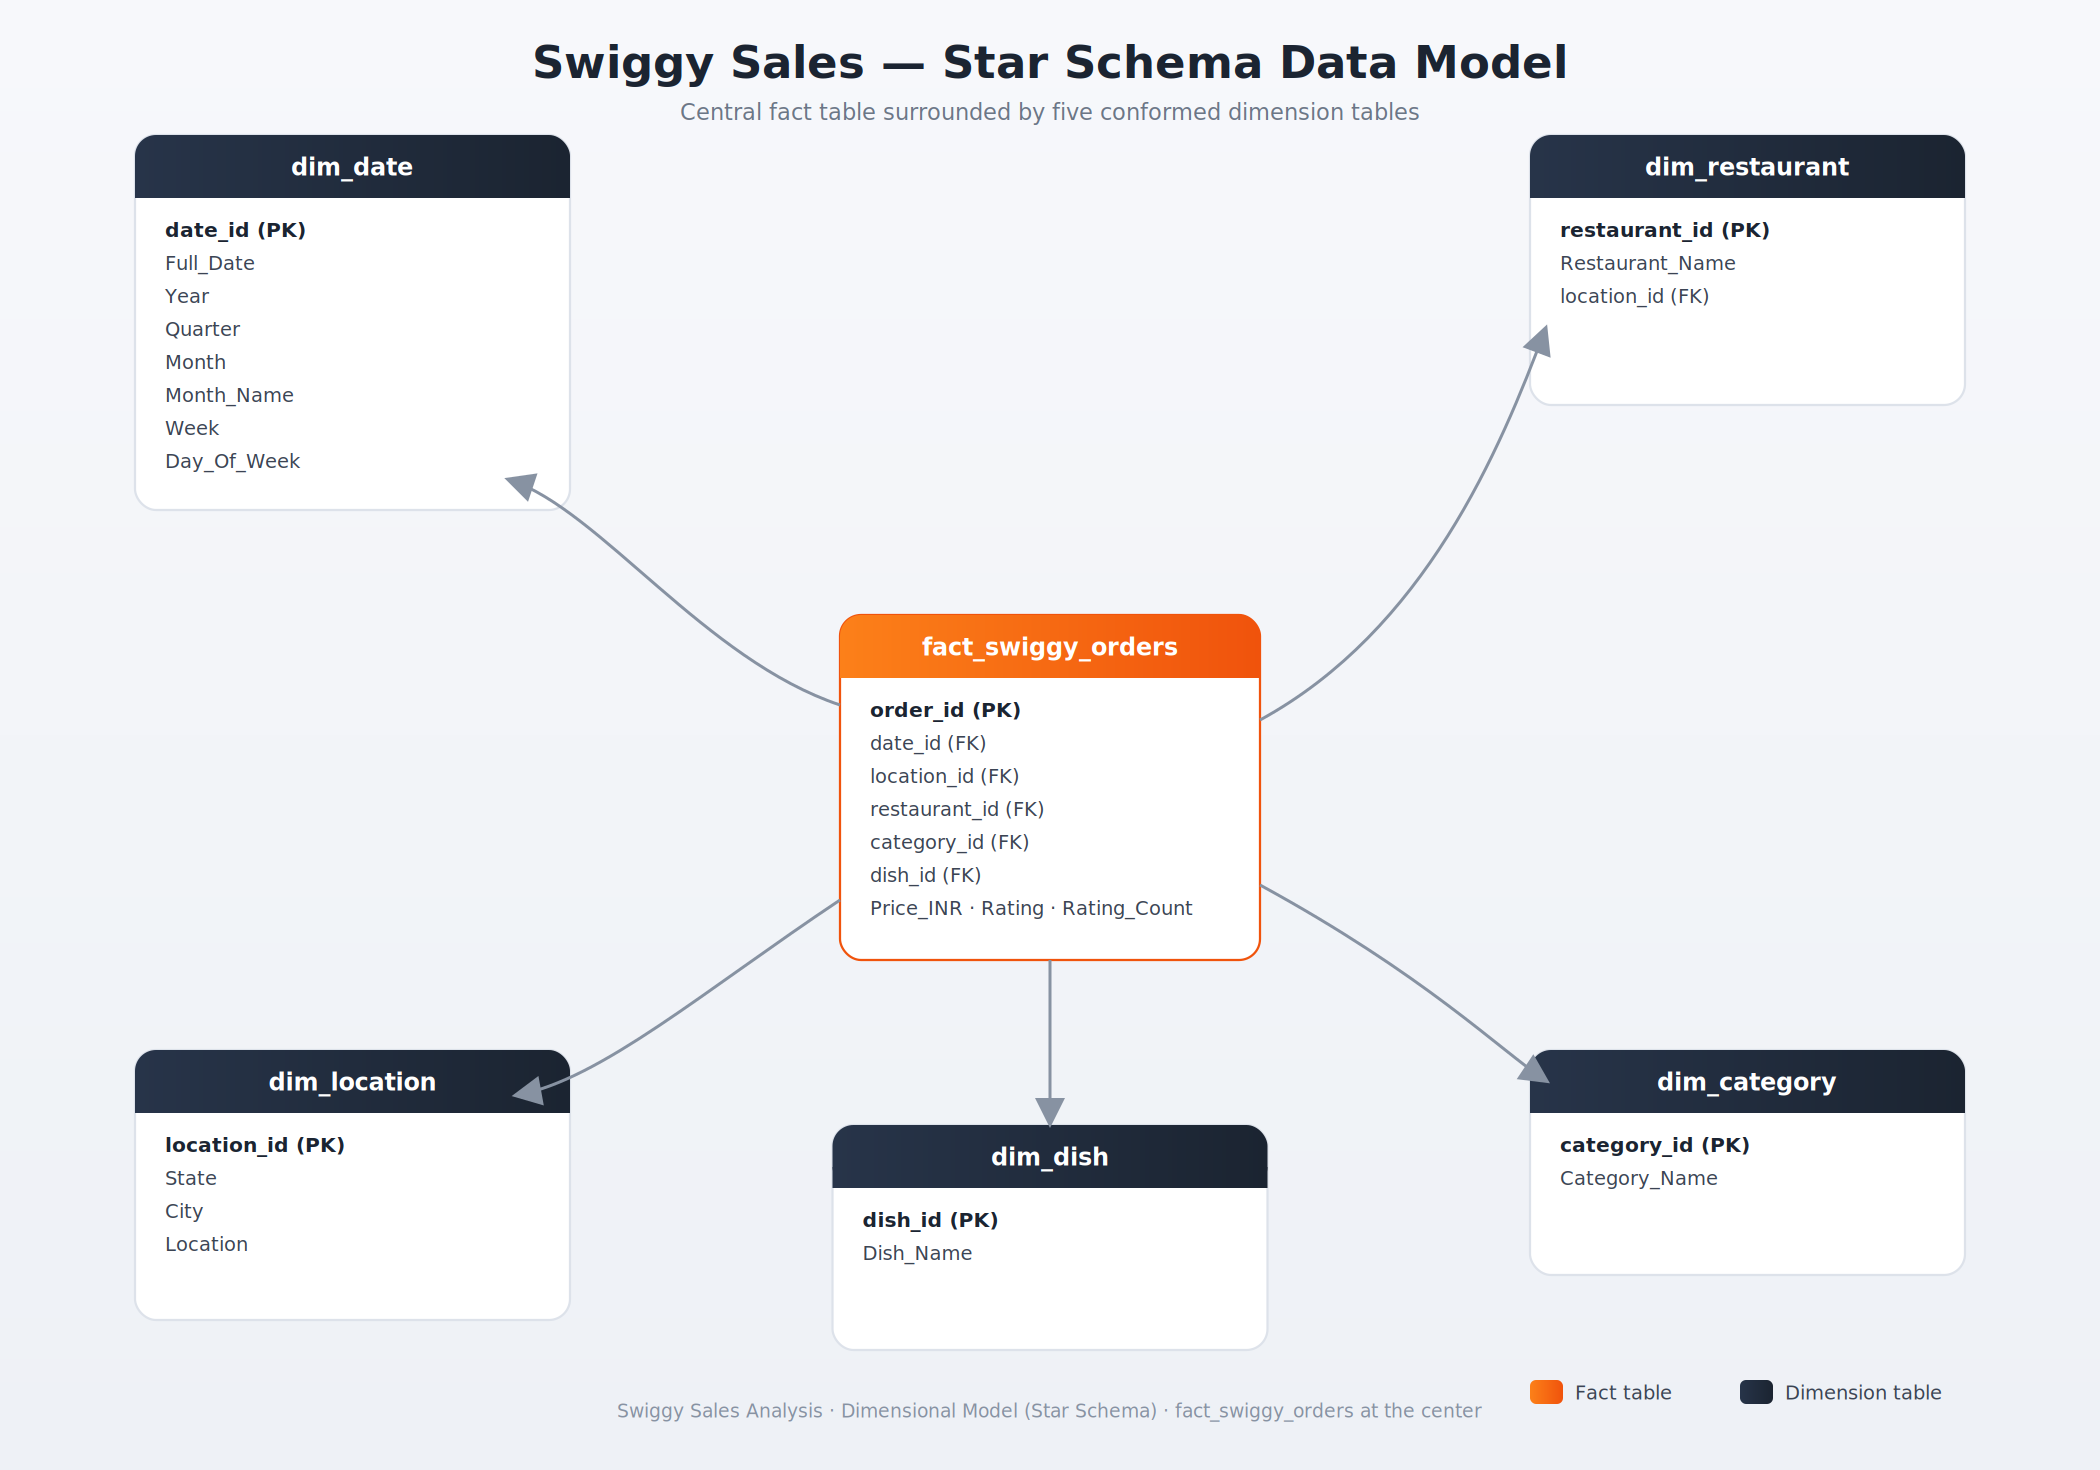 Swiggy Sales — Star Schema Data Model
Central fact table surrounded by five conformed dimension tables
dim_date
date_id (PK)
Full_Date
Year
Quarter
Month
Month_Name
Week
Day_Of_Week
dim_restaurant
restaurant_id (PK)
Restaurant_Name
location_id (FK)
fact_swiggy_orders
order_id (PK)
date_id (FK)
location_id (FK)
restaurant_id (FK)
category_id (FK)
dish_id (FK)
Price_INR · Rating · Rating_Count
dim_location
location_id (PK)
State
City
Location
dim_dish
dish_id (PK)
Dish_Name
dim_category
category_id (PK)
Category_Name
Fact table
Dimension table
Swiggy Sales Analysis · Dimensional Model (Star Schema) · fact_swiggy_orders at the center